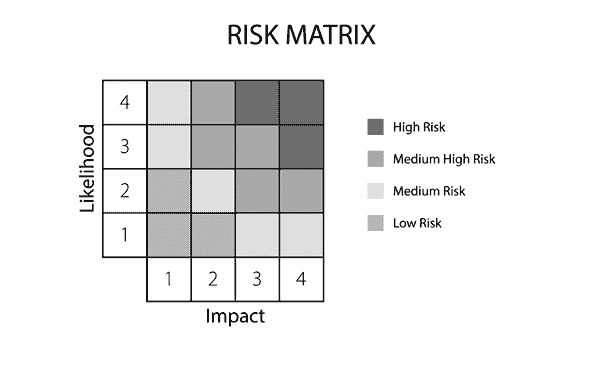 RISK MATRIX
Likelihood
4
3
2
1
1 2 3 4
Impact
High Risk
Medium High Risk
Medium Risk
Low Risk